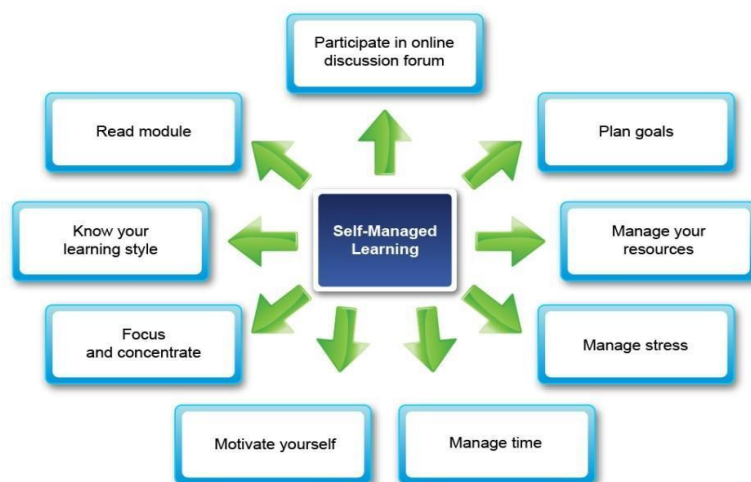 Participate in online
discussion forum
Read module
Plan goals
Know your
learning style
Self-Managed
Learning
Manage your
resources
Focus
and concentrate
Manage stress
Motivate yourself
Manage time